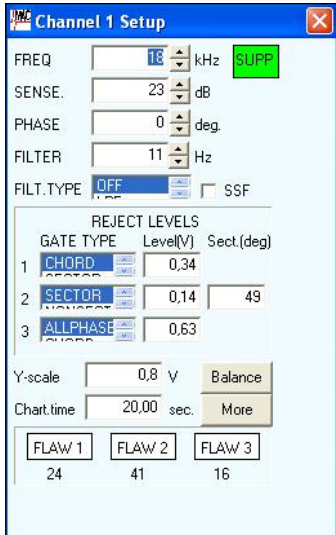 Channel 1 Setup
FREQ 18 kHz SUPP
SENSE. 23 dB
PHASE 0 deg.
FILTER 11 Hz
FILT.TYPE OFF SSF
REJECT LEVELS
GATE TYPE Level(V) Sect.(deg)
1 CHORD 0,34
2 SECTOR 0,14 49
3 ALLPHASE 0,63
Y-scale 0,8 V Balance
Chart.time 20,00 sec. More
FLAW 1 FLAW 2 FLAW 3
24 41 16